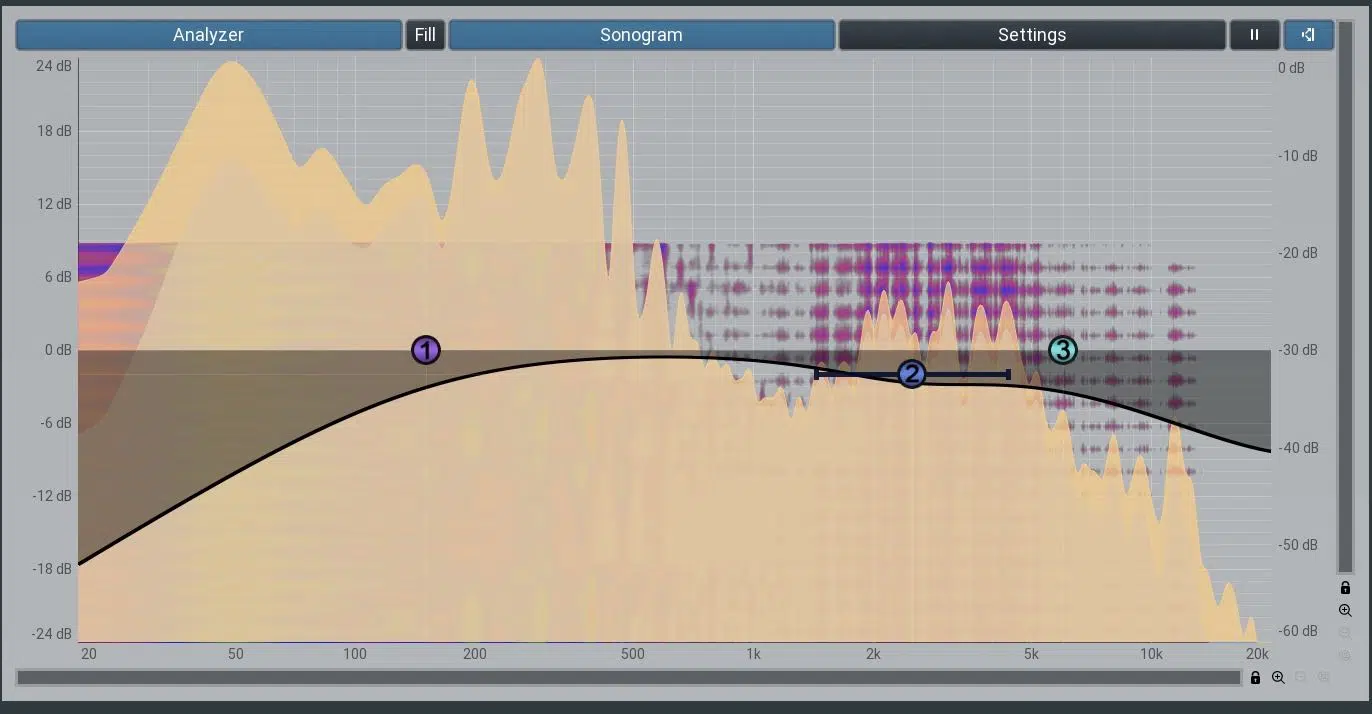 Analyzer Fill Sonogram Settings
24 dB 0 dB
18 dB
-10 dB
12 dB
-20 dB
6 dB
0 dB 1 3 -30 dB
2
-6 dB
-40 dB
-12 dB
-50 dB
-18 dB
-24 dB -60 dB
20 50 100 200 500 1k 2k 5k 10k 20k